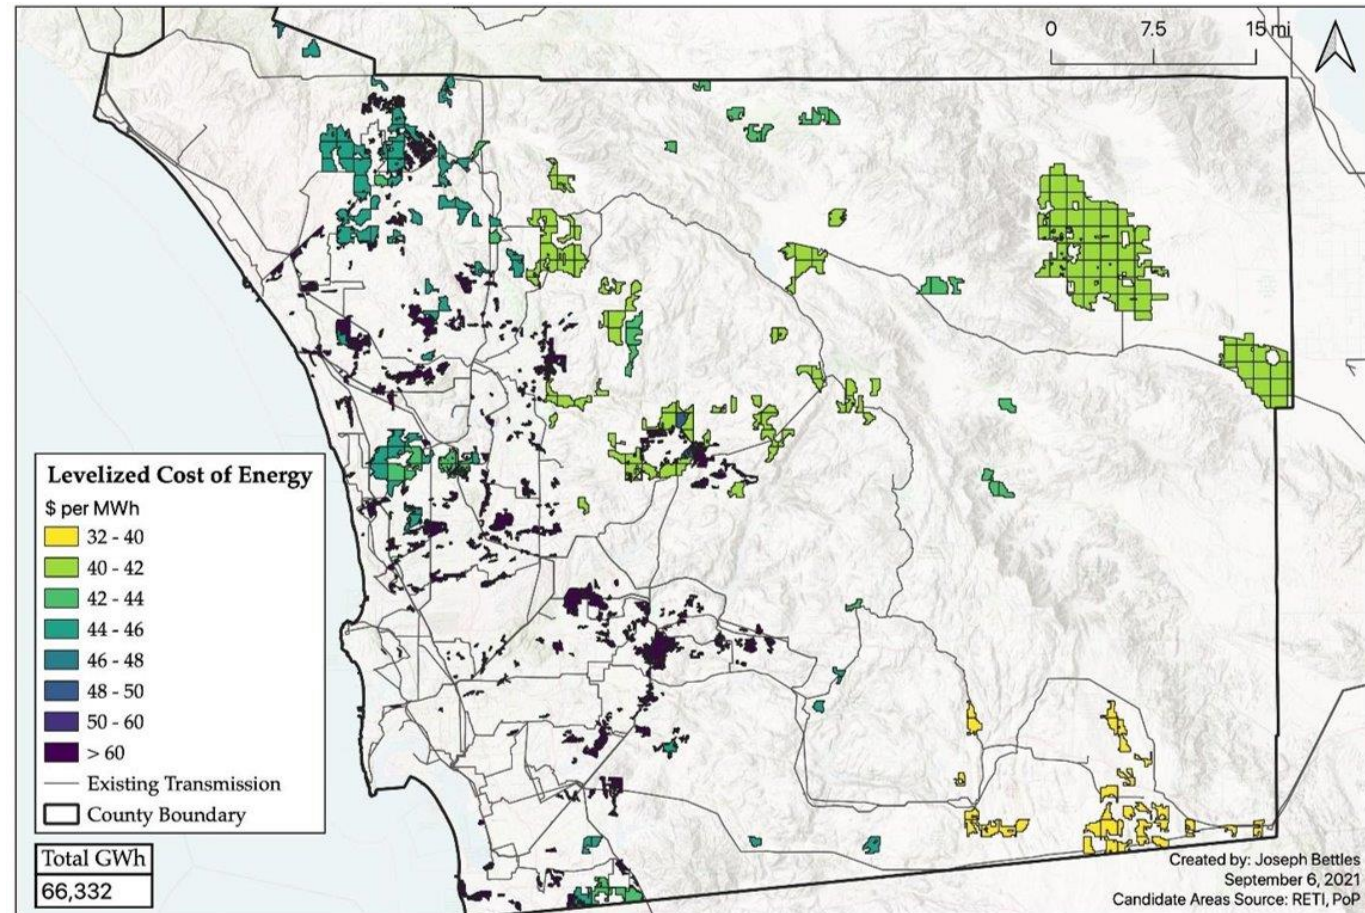 0 7.5 15 mi
Levelized Cost of Energy
$ per MWh
32 - 40
40 - 42
42 - 44
44 - 46
46 - 48
48 - 50
50 - 60
> 60
Existing Transmission
County Boundary
Total GWh
66,332
Created by: Joseph Bettles
September 6, 2021
Candidate Areas Source: RETI, PoP